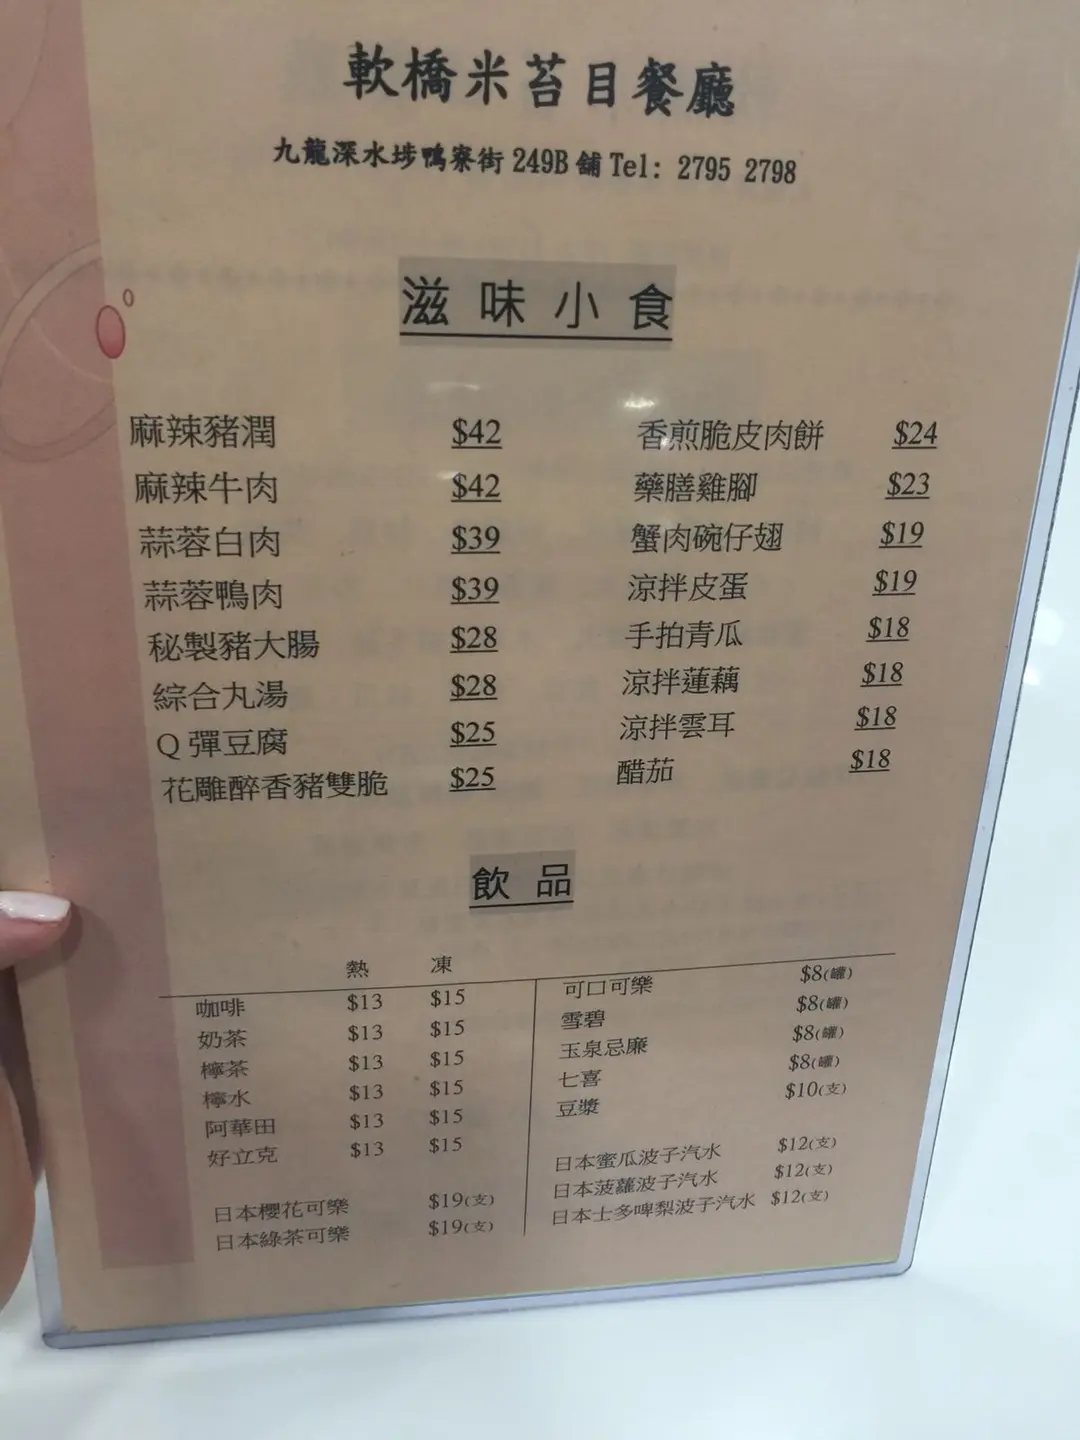 軟橋米苔目餐廳
九龍深水埗鴨寮街 249B 舖 Tel: 2795 2798
滋味小食
麻辣豬潤 $42
麻辣牛肉 $42
蒜蓉白肉 $39
蒜蓉鴨肉 $39
秘製豬大腸 $28
綜合丸湯 $28
Q 彈豆腐 $25
花雕醉香豬雙脆 $25
香煎脆皮肉餅 $24
藥膳雞腳 $23
蟹肉碗仔翅 $19
涼拌皮蛋 $19
手拍青瓜 $18
涼拌蓮藕 $18
涼拌雲耳 $18
醋茄 $18
飲品
熱 凍
咖啡 $13 $15
奶茶 $13 $15
檸茶 $13 $15
檸水 $13 $15
阿華田 $13 $15
好立克 $13 $15
日本櫻花可樂 $19(支)
日本綠茶可樂 $19(支)
可口可樂 $8(罐)
雪碧 $8(罐)
玉泉忌廉 $8(罐)
七喜 $8(罐)
豆漿 $10(支)
日本蜜瓜波子汽水 $12(支)
日本菠蘿波子汽水 $12(支)
日本士多啤梨波子汽水 $12(支)